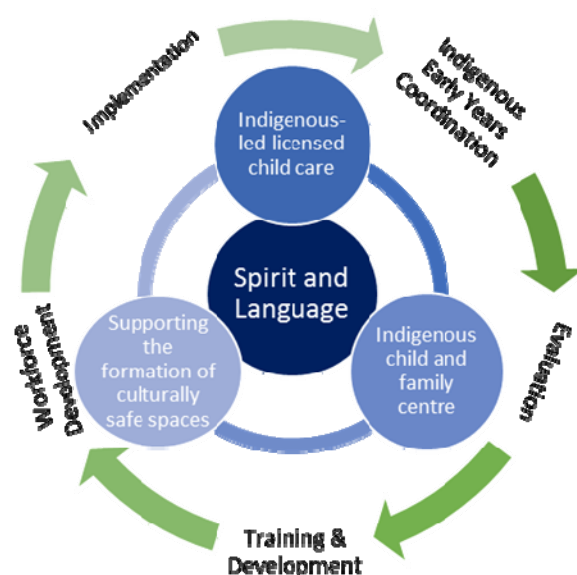 Implementation
Indigenous
Early Years
Coordination
Indigenous-
led licensed
child care
Spirit and
Language
Supporting
the
formation of
culturally
safe spaces
Indigenous
child and
family
centre
Workforce
Development
Evaluation
Training &
Development